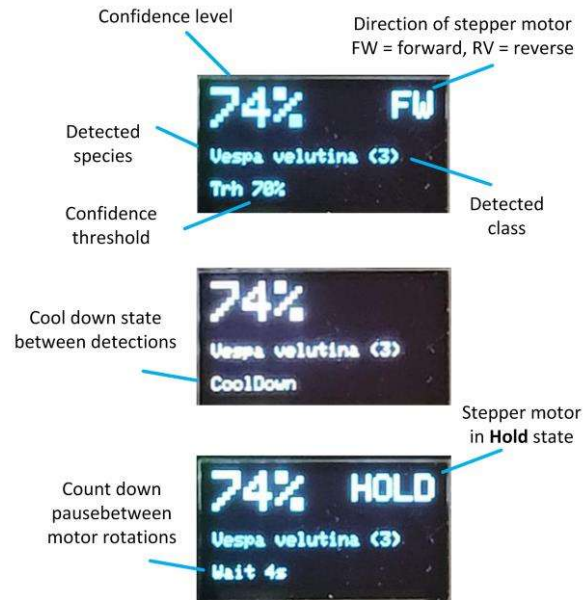 Confidence level
Direction of stepper motor
FW = forward, RV = reverse
74%
FW
Detected
species
Vespa velutina (3)
Trh 70%
Confidence
threshold
Detected
class
74%
Cool down state
between detections
Vespa velutina (3)
CoolDown
Stepper motor
in Hold state
74%
HOLD
Count down
pausebetween
motor rotations
Vespa velutina (3)
Wait 4s